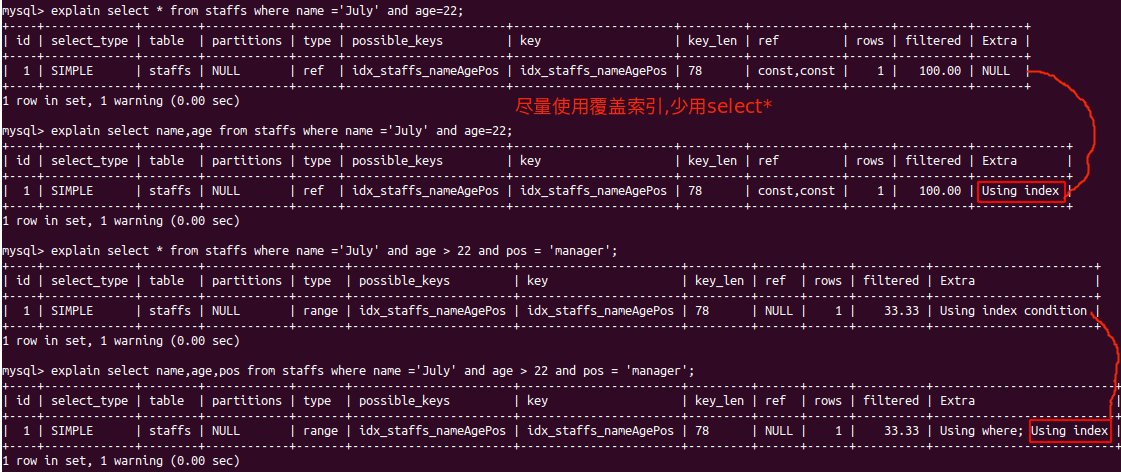 mysql> explain select * from staffs where name ='July' and age=22;
+----+-------------+--------+------------+------+-----------------------+-----------------------+---------+-------------+------+----------+-------+
| id | select_type | table  | partitions | type | possible_keys         | key                   | key_len | ref         | rows | filtered | Extra |
+----+-------------+--------+------------+------+-----------------------+-----------------------+---------+-------------+------+----------+-------+
|  1 | SIMPLE      | staffs | NULL       | ref  | idx_staffs_nameAgePos | idx_staffs_nameAgePos | 78      | const,const |    1 |   100.00 | NULL  |
+----+-------------+--------+------------+------+-----------------------+-----------------------+---------+-------------+------+----------+-------+
1 row in set, 1 warning (0.00 sec)
尽量使用覆盖索引,少用select*
mysql> explain select name,age from staffs where name ='July' and age=22;
+----+-------------+--------+------------+------+-----------------------+-----------------------+---------+-------------+------+----------+-------------+
| id | select_type | table  | partitions | type | possible_keys         | key                   | key_len | ref         | rows | filtered | Extra       |
+----+-------------+--------+------------+------+-----------------------+-----------------------+---------+-------------+------+----------+-------------+
|  1 | SIMPLE      | staffs | NULL       | ref  | idx_staffs_nameAgePos | idx_staffs_nameAgePos | 78      | const,const |    1 |   100.00 | Using index |
+----+-------------+--------+------------+------+-----------------------+-----------------------+---------+-------------+------+----------+-------------+
1 row in set, 1 warning (0.00 sec)
mysql> explain select * from staffs where name ='July' and age > 22 and pos = 'manager';
+----+-------------+--------+------------+-------+-----------------------+-----------------------+---------+------+------+----------+-----------------------+
| id | select_type | table  | partitions | type  | possible_keys         | key                   | key_len | ref  | rows | filtered | Extra                 |
+----+-------------+--------+------------+-------+-----------------------+-----------------------+---------+------+------+----------+-----------------------+
|  1 | SIMPLE      | staffs | NULL       | range | idx_staffs_nameAgePos | idx_staffs_nameAgePos | 78      | NULL |    1 |    33.33 | Using index condition |
+----+-------------+--------+------------+-------+-----------------------+-----------------------+---------+------+------+----------+-----------------------+
1 row in set, 1 warning (0.00 sec)
mysql> explain select name,age,pos from staffs where name ='July' and age > 22 and pos = 'manager';
+----+-------------+--------+------------+-------+-----------------------+-----------------------+---------+------+------+----------+--------------------------+
| id | select_type | table  | partitions | type  | possible_keys         | key                   | key_len | ref  | rows | filtered | Extra                    |
+----+-------------+--------+------------+-------+-----------------------+-----------------------+---------+------+------+----------+--------------------------+
|  1 | SIMPLE      | staffs | NULL       | range | idx_staffs_nameAgePos | idx_staffs_nameAgePos | 78      | NULL |    1 |    33.33 | Using where; Using index |
+----+-------------+--------+------------+-------+-----------------------+-----------------------+---------+------+------+----------+--------------------------+
1 row in set, 1 warning (0.00 sec)